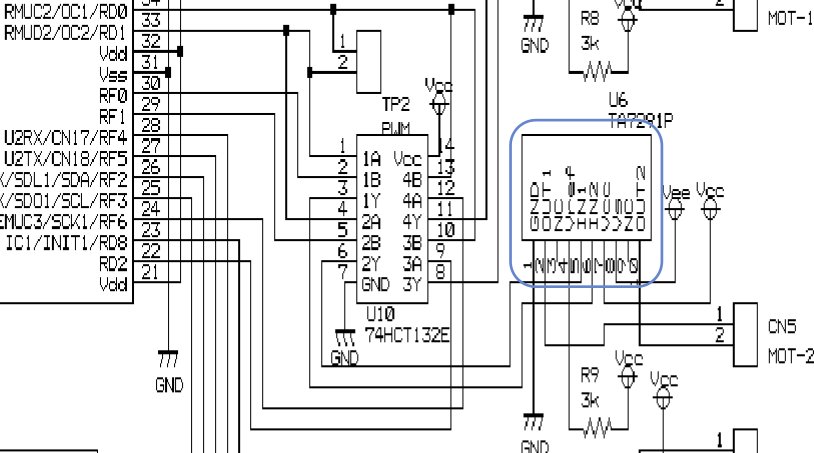 34
RMUC2/OC1/RD0
33
RMUD2/OC2/RD1
32
Vdd
31
Vss
30
RF0
29
RF1
28
U2RX/CN17/RF4
27
U2TX/CN18/RF5
26
X/SDL1/SDA/RF2
25
X/SDO1/SCL/RF3
24
EMUC3/SCK1/RF6
23
IC1/INIT1/RD8
22
RD2
21
Vdd
GND
1
2
TP2
PWM
Vcc
1 1A Vcc 14
2 1B 4B 13
3 1Y 4A 12
4 2A 4Y 11
5 2B 3B 10
6 2Y 3A 9
7 GND 3Y 8
U10
74HCT132E
GND
GND
R8
3k
Vcc
2
MOT-1
U6
TA7291P
Vee
Vcc
1
2
CN5
MOT-2
R9
3k
Vcc
Vcc
GND
1